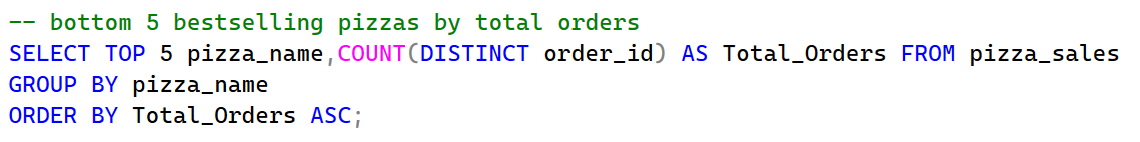 -- bottom 5 bestselling pizzas by total orders
SELECT TOP 5 pizza_name,COUNT(DISTINCT order_id) AS Total_Orders FROM pizza_sales
GROUP BY pizza_name
ORDER BY Total_Orders ASC;